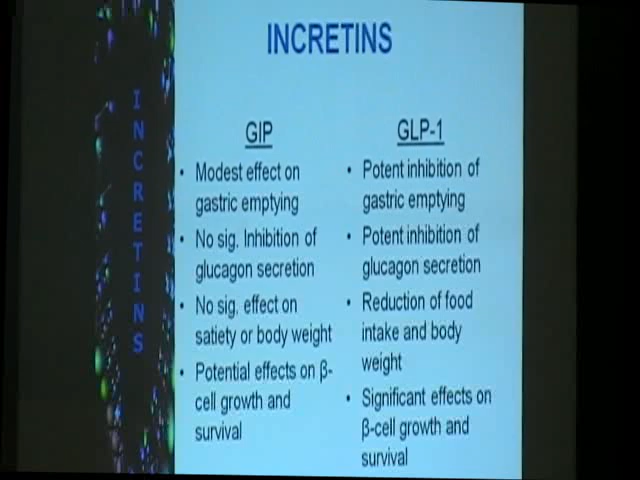 INCRETINS
INCRETINS
GIP
• Modest effect on
gastric emptying
• No sig. Inhibition of
glucagon secretion
• No sig. effect on
satiety or body weight
• Potential effects on β-
cell growth and
survival
GLP-1
• Potent inhibition of
gastric emptying
• Potent inhibition of
glucagon secretion
• Reduction of food
intake and body
weight
• Significant effects on
β-cell growth and
survival